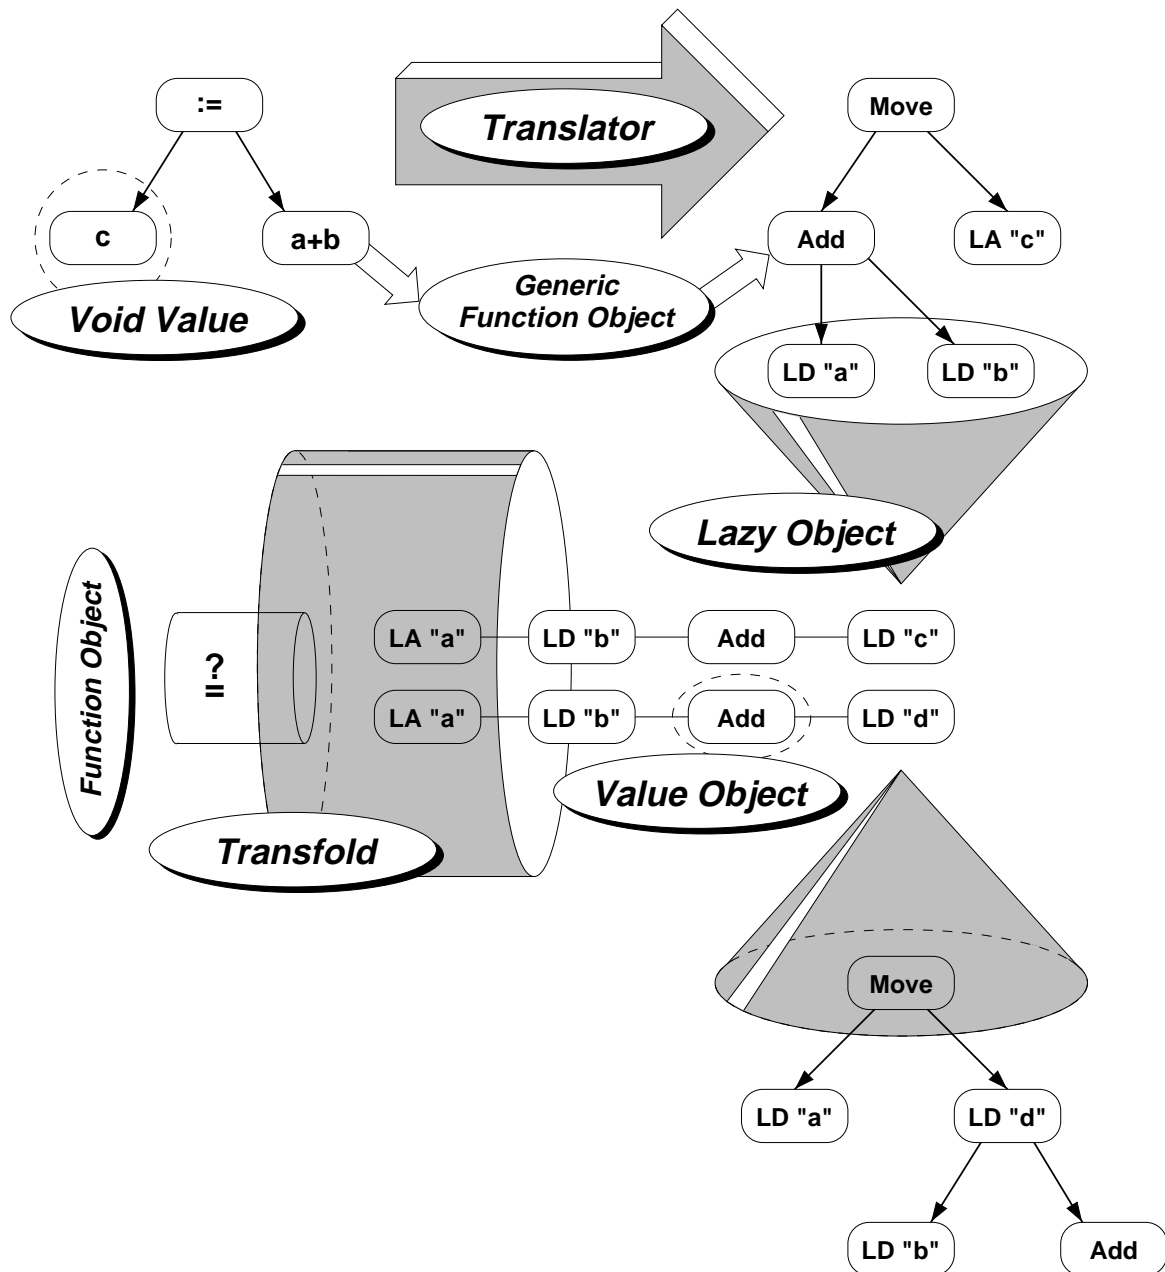 :=
Translator
Move
c
a+b
Add
LA "c"
Void Value
Generic
Function Object
LD "a"
LD "b"
Lazy Object
Function Object
?
=
LA "a"
LD "b"
Add
LD "c"
LA "a"
LD "b"
Add
LD "d"
Value Object
Transfold
Move
LD "a"
LD "d"
LD "b"
Add